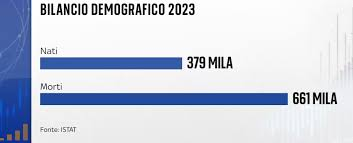 BILANCIO DEMOGRAFICO 2023
Nati
379 MILA
Morti
661 MILA
Fonte: ISTAT